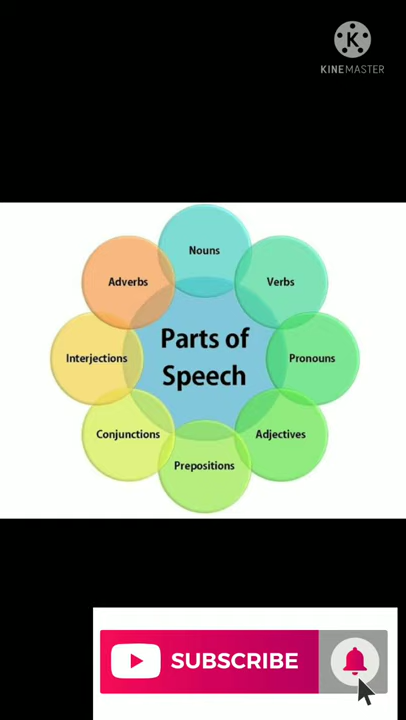 KINEMASTER
Nouns
Adverbs
Verbs
Interjections
Parts of
Speech
Pronouns
Conjunctions
Adjectives
Prepositions
SUBSCRIBE